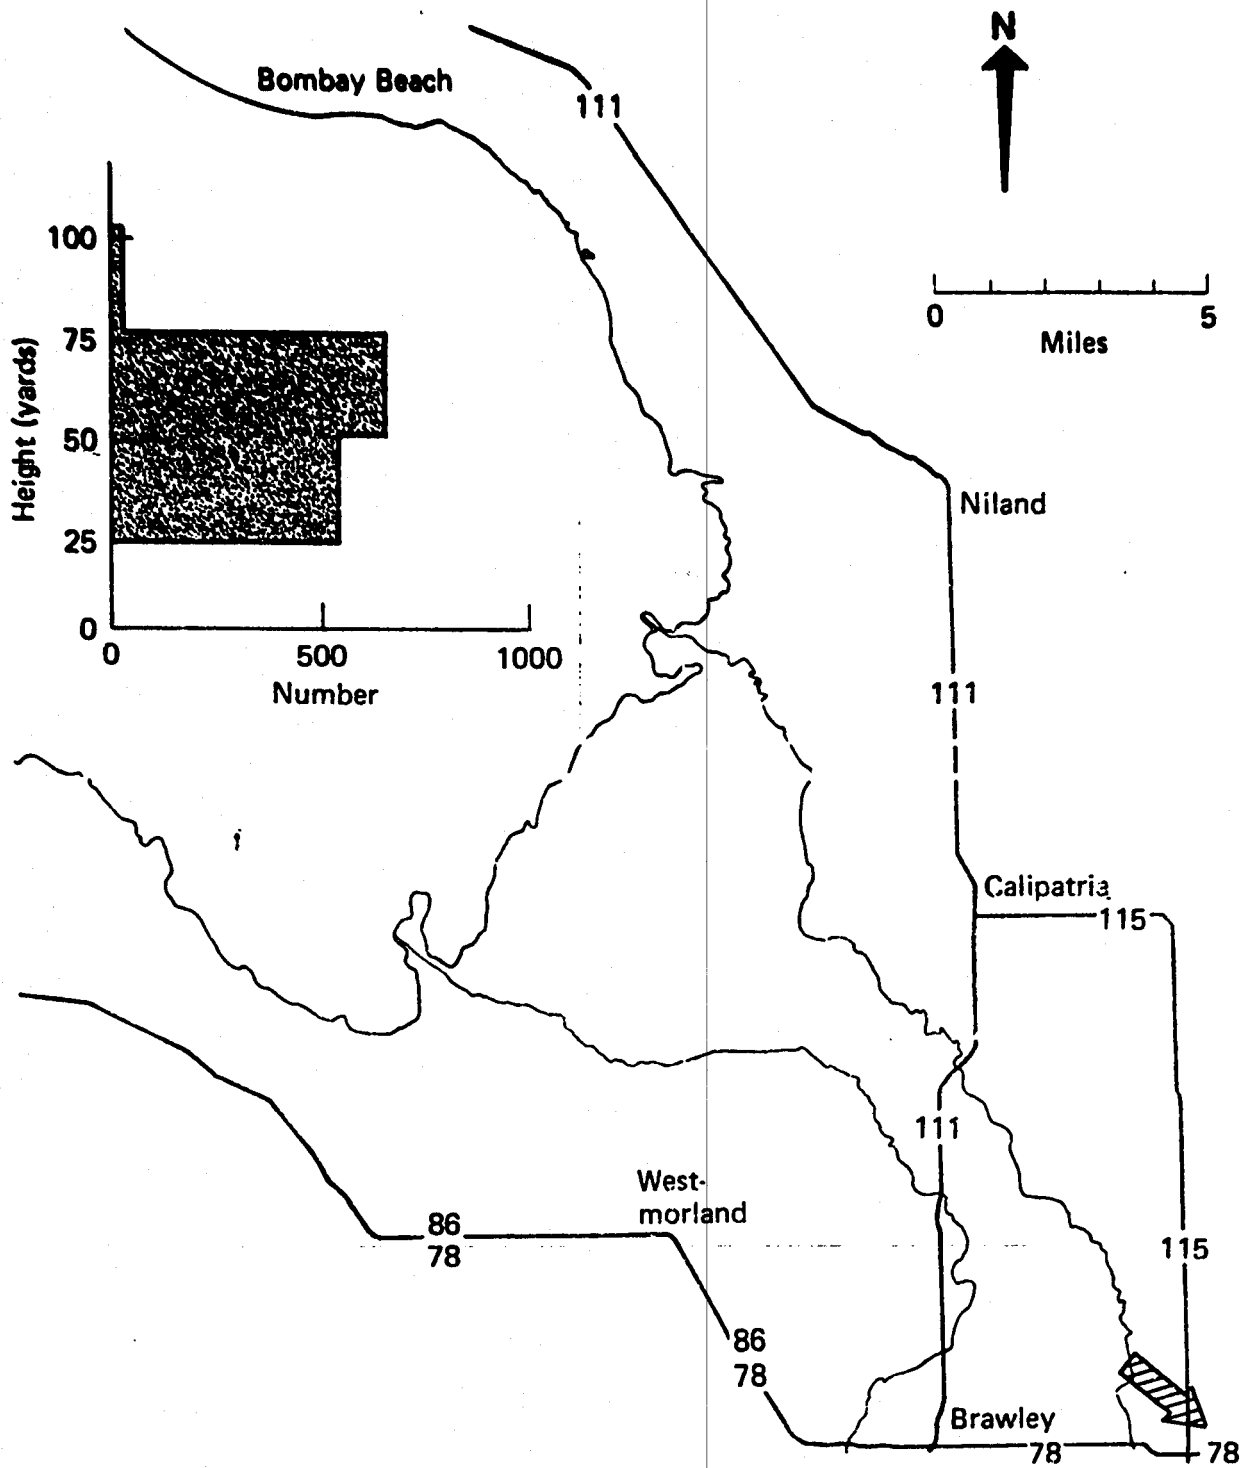 N
Bombay Beach
111
100
75
50
25
0
Height (yards)
0
500
1000
Number
0
5
Miles
Niland
111
Calipatria
115
111
West-
morland
86
78
115
86
78
Brawley
78
78